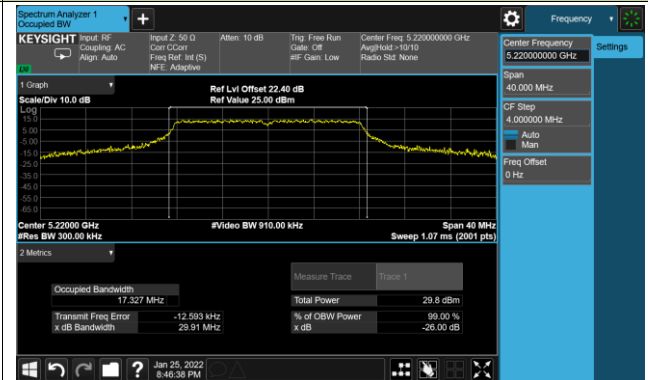 Spectrum Analyzer 1
Occupied BW
Frequency
KEYSIGHT
Input: RF
Coupling: AC
Align: Auto
Input Z: 50 Ω
Corr CCorr
Freq Ref: Int (S)
NFE: Adaptive
Atten: 10 dB
Trig: Free Run
Gate: Off
#IF Gain: Low
Center Freq: 5.220000000 GHz
Avg|Hold:>10/10
Radio Std: None
Center Frequency
5.220000000 GHz
Settings
Span
40.000 MHz
CF Step
4.000000 MHz
Auto
Man
Freq Offset
0 Hz
1 Graph
Scale/Div 10.0 dB
Ref Lvl Offset 22.40 dB
Ref Value 25.00 dBm
Log
15.0
5.00
-5.00
-15.0
-25.0
-35.0
-45.0
-55.0
-65.0
Center 5.22000 GHz
#Res BW 300.00 kHz
#Video BW 910.00 kHz
Span 40 MHz
Sweep 1.07 ms (2001 pts)
2 Metrics
Measure Trace
Trace 1
Occupied Bandwidth
17.327 MHz
Total Power
29.8 dBm
Transmit Freq Error
-12.593 kHz
% of OBW Power
99.00 %
x dB Bandwidth
29.91 MHz
x dB
-26.00 dB
?
Jan 25, 2022
8:46:38 PM